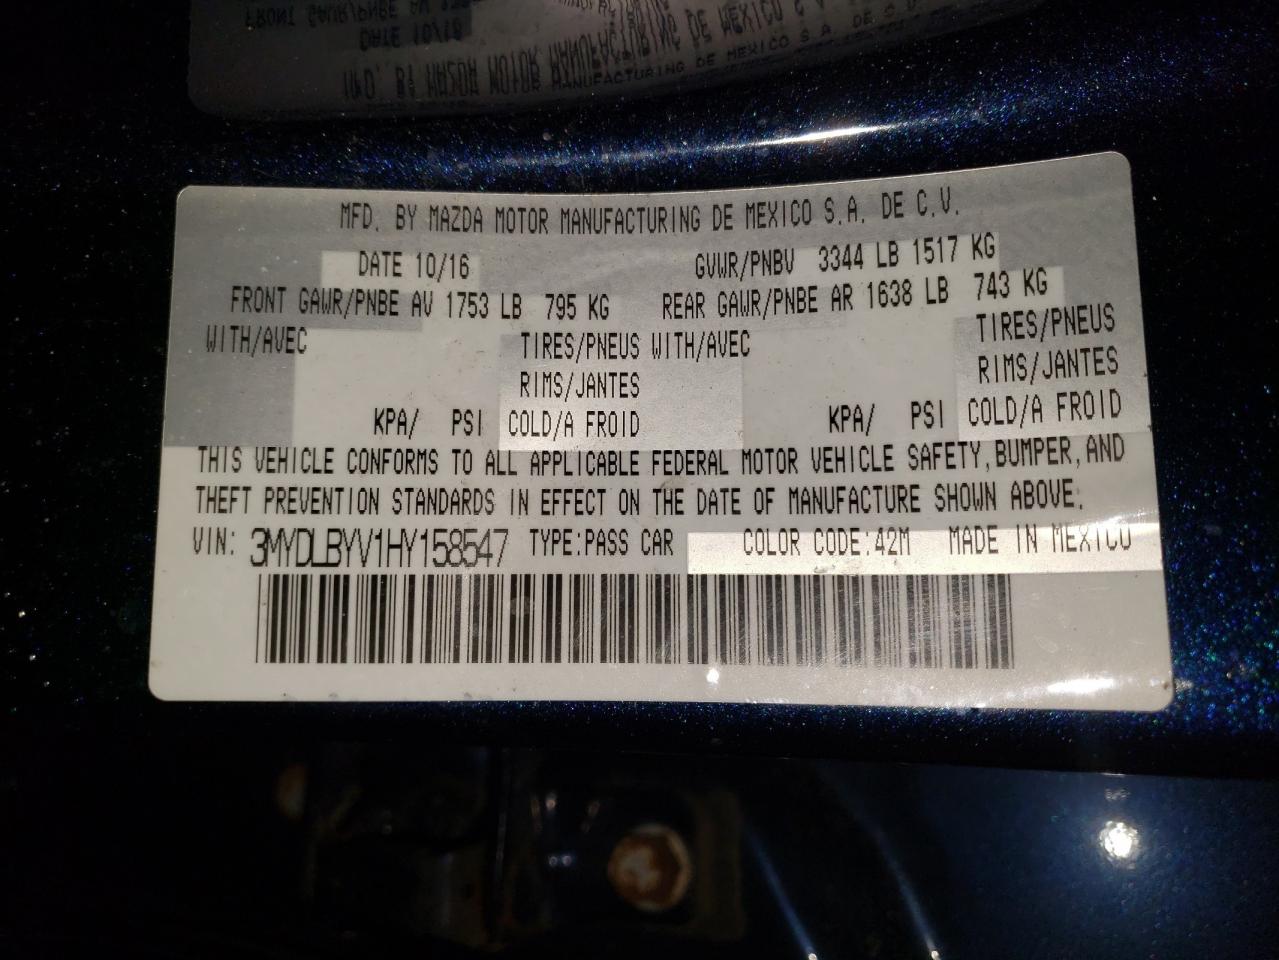 MFD. BY MAZDA MOTOR MANUFACTURING DE MEXICO S.A. DE C.V.
DATE 10/16 GVWR/PNBV 3344 LB 1517 KG
FRONT GAWR/PNBE AV 1753 LB 795 KG REAR GAWR/PNBE AR 1638 LB 743 KG
WITH/AVEC TIRES/PNEUS WITH/AVEC TIRES/PNEUS
RIMS/JANTES RIMS/JANTES
KPA/ PSI COLD/A FROID KPA/ PSI COLD/A FROID
THIS VEHICLE CONFORMS TO ALL APPLICABLE FEDERAL MOTOR VEHICLE SAFETY, BUMPER, AND
THEFT PREVENTION STANDARDS IN EFFECT ON THE DATE OF MANUFACTURE SHOWN ABOVE.
VIN: 3MYDLBYV1HY158547 TYPE:PASS CAR COLOR CODE:42M MADE IN MEXICO